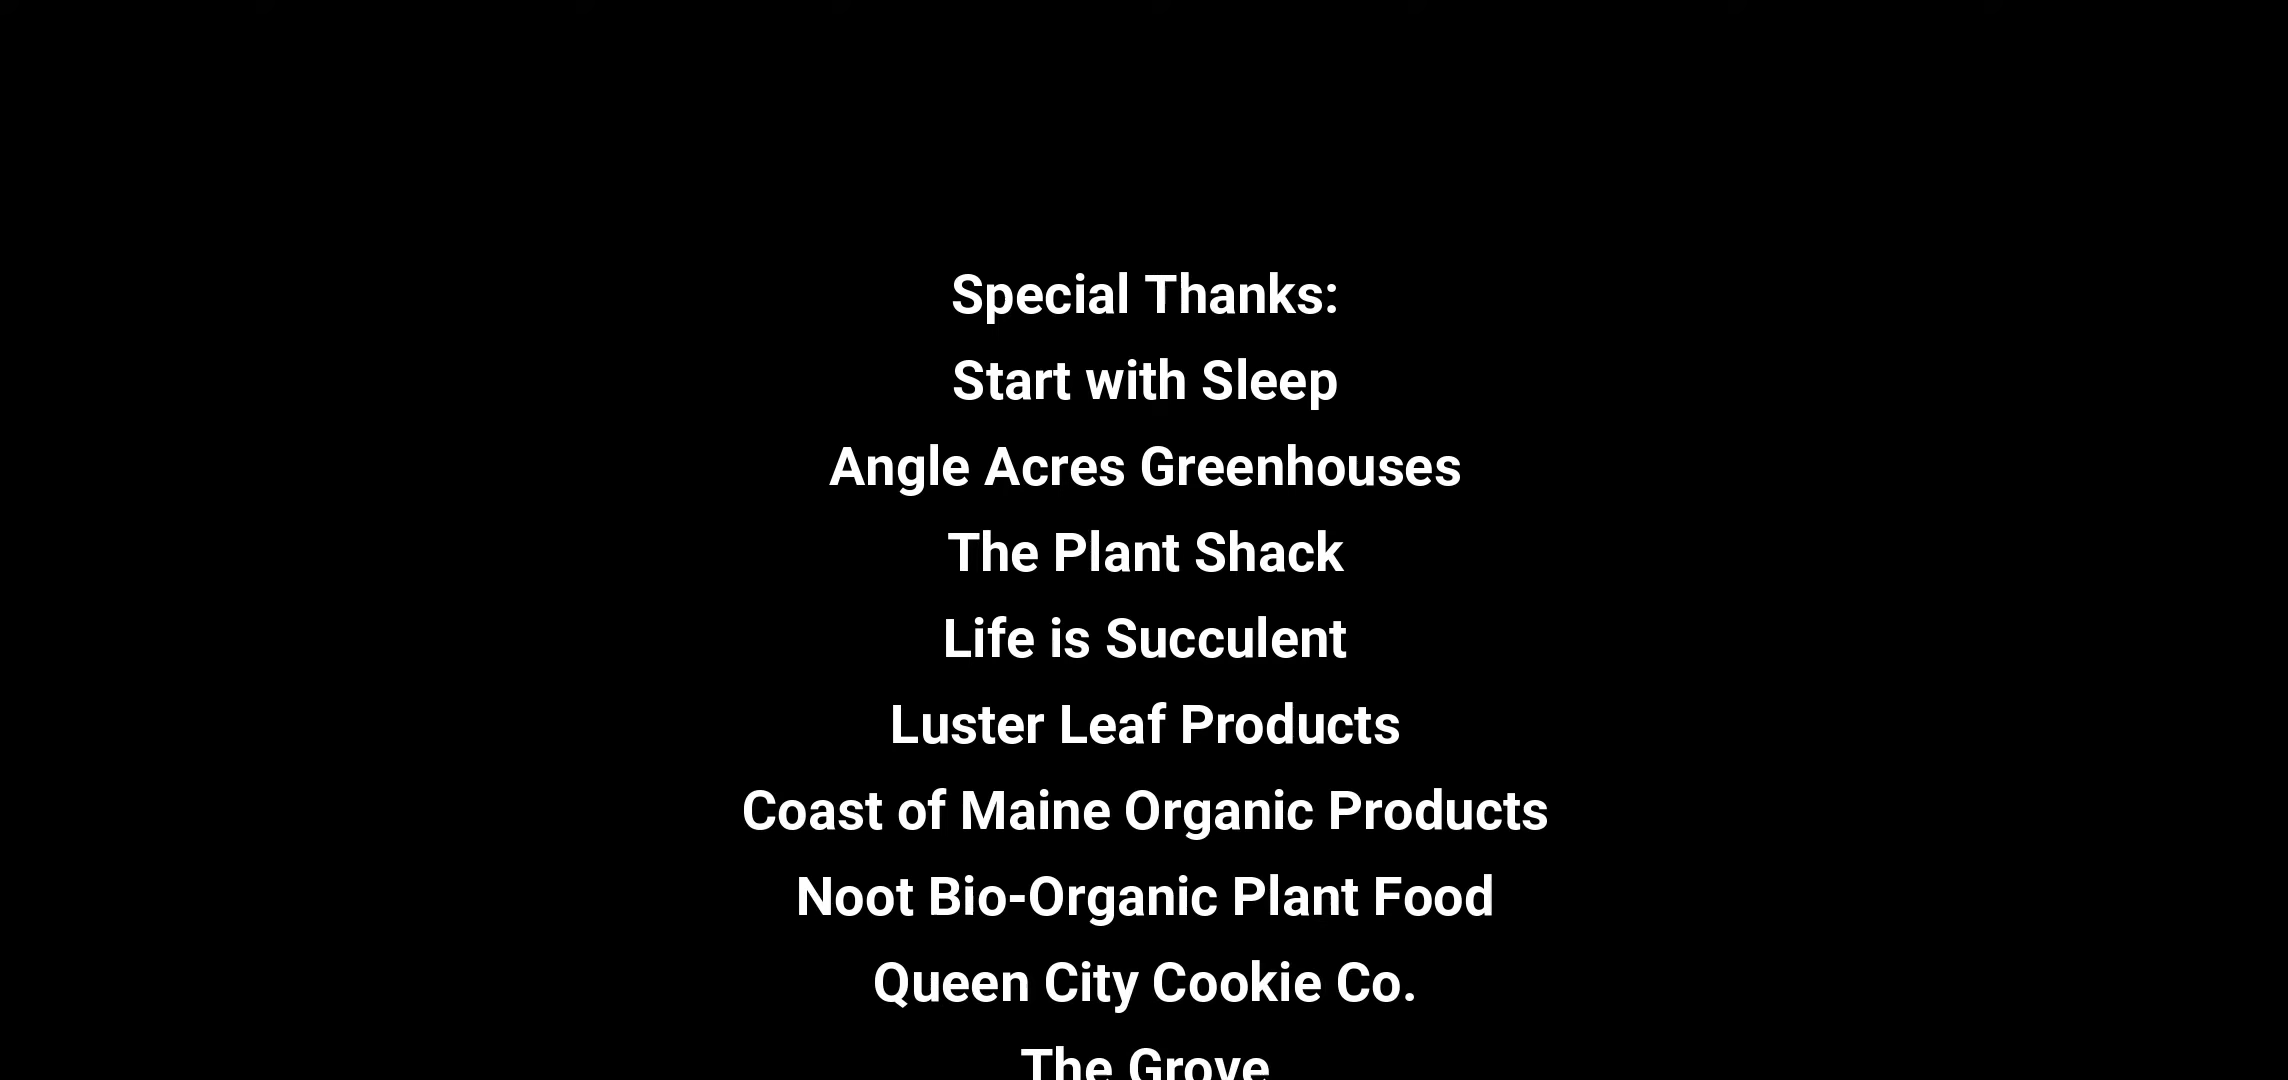 Special Thanks:
Start with Sleep
Angle Acres Greenhouses
The Plant Shack
Life is Succulent
Luster Leaf Products
Coast of Maine Organic Products
Noot Bio-Organic Plant Food
Queen City Cookie Co.
The Grove